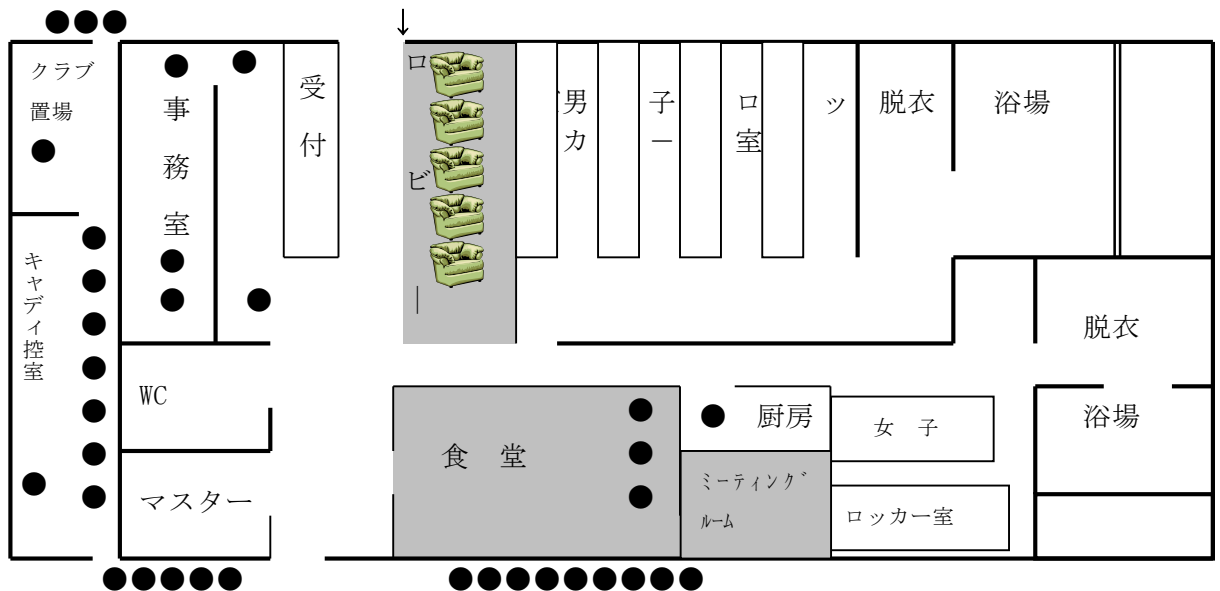 クラブ
置場
キャディ控室
事務室
受付
ロビー
男子ロッ
カー室
脱衣
浴場
脱衣
浴場
WC
マスター
食堂
厨房
ミーティング
ルーム
女子
ロッカー室